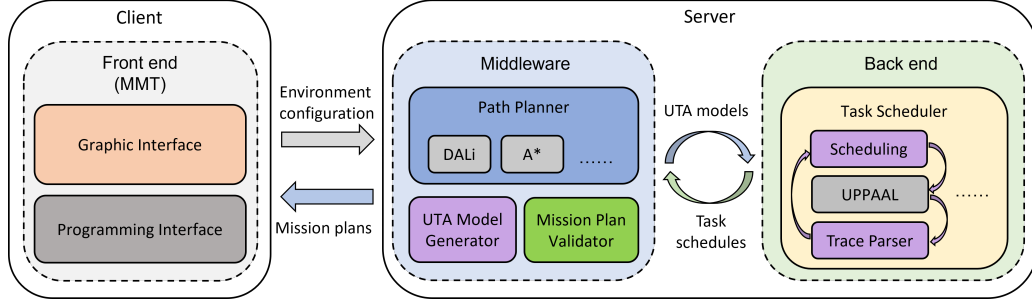 Client
Front end
(MMT)
Graphic Interface
Programming Interface
Environment
configuration
Mission plans
Server
Middleware
Path Planner
DALi
A*
......
UTA Model
Generator
Mission Plan
Validator
UTA models
Task
schedules
Back end
Task Scheduler
Scheduling
UPPAAL
......
Trace Parser